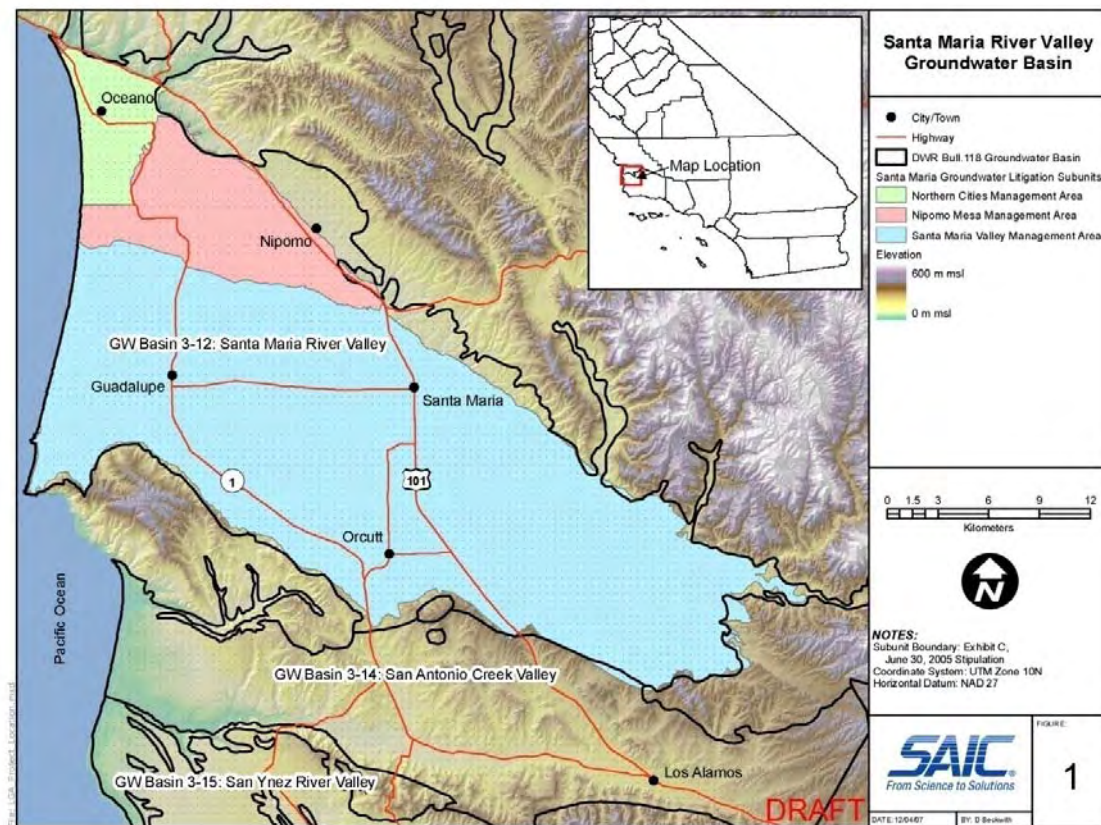 Oceano
Nipomo
GW Basin 3-12: Santa Maria River Valley
Guadalupe
Santa Maria
1
101
Orcutt
Pacific Ocean
GW Basin 3-14: San Antonio Creek Valley
GW Basin 3-15: San Ynez River Valley
Los Alamos
DRAFT
Map Location
Santa Maria River Valley
Groundwater Basin
City/Town
Highway
DWR Bull.118 Groundwater Basin
Santa Maria Groundwater Litigation Subunits
Northern Cities Management Area
Nipomo Mesa Management Area
Santa Maria Valley Management Area
Elevation
600 m msl
0 m msl
0 1.5 3 6 9 12
Kilometers
N
NOTES:
Subunit Boundary: Exhibit C,
June 30, 2005 Stipulation
Coordinate System: UTM Zone 10N
Horizontal Datum: NAD 27
SAIC
From Science to Solutions
FIGURE:
1
DATE: 12/04/07
BY: D Beckwith
File: LGA_Project_Location.mxd